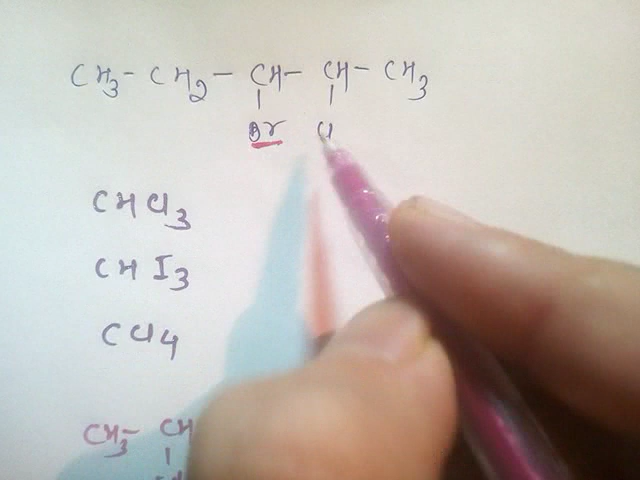 CH3 - CH2 - CH - CH - CH3
Br Cl
CHCl3
CHI3
CCl4
CH3 - CH